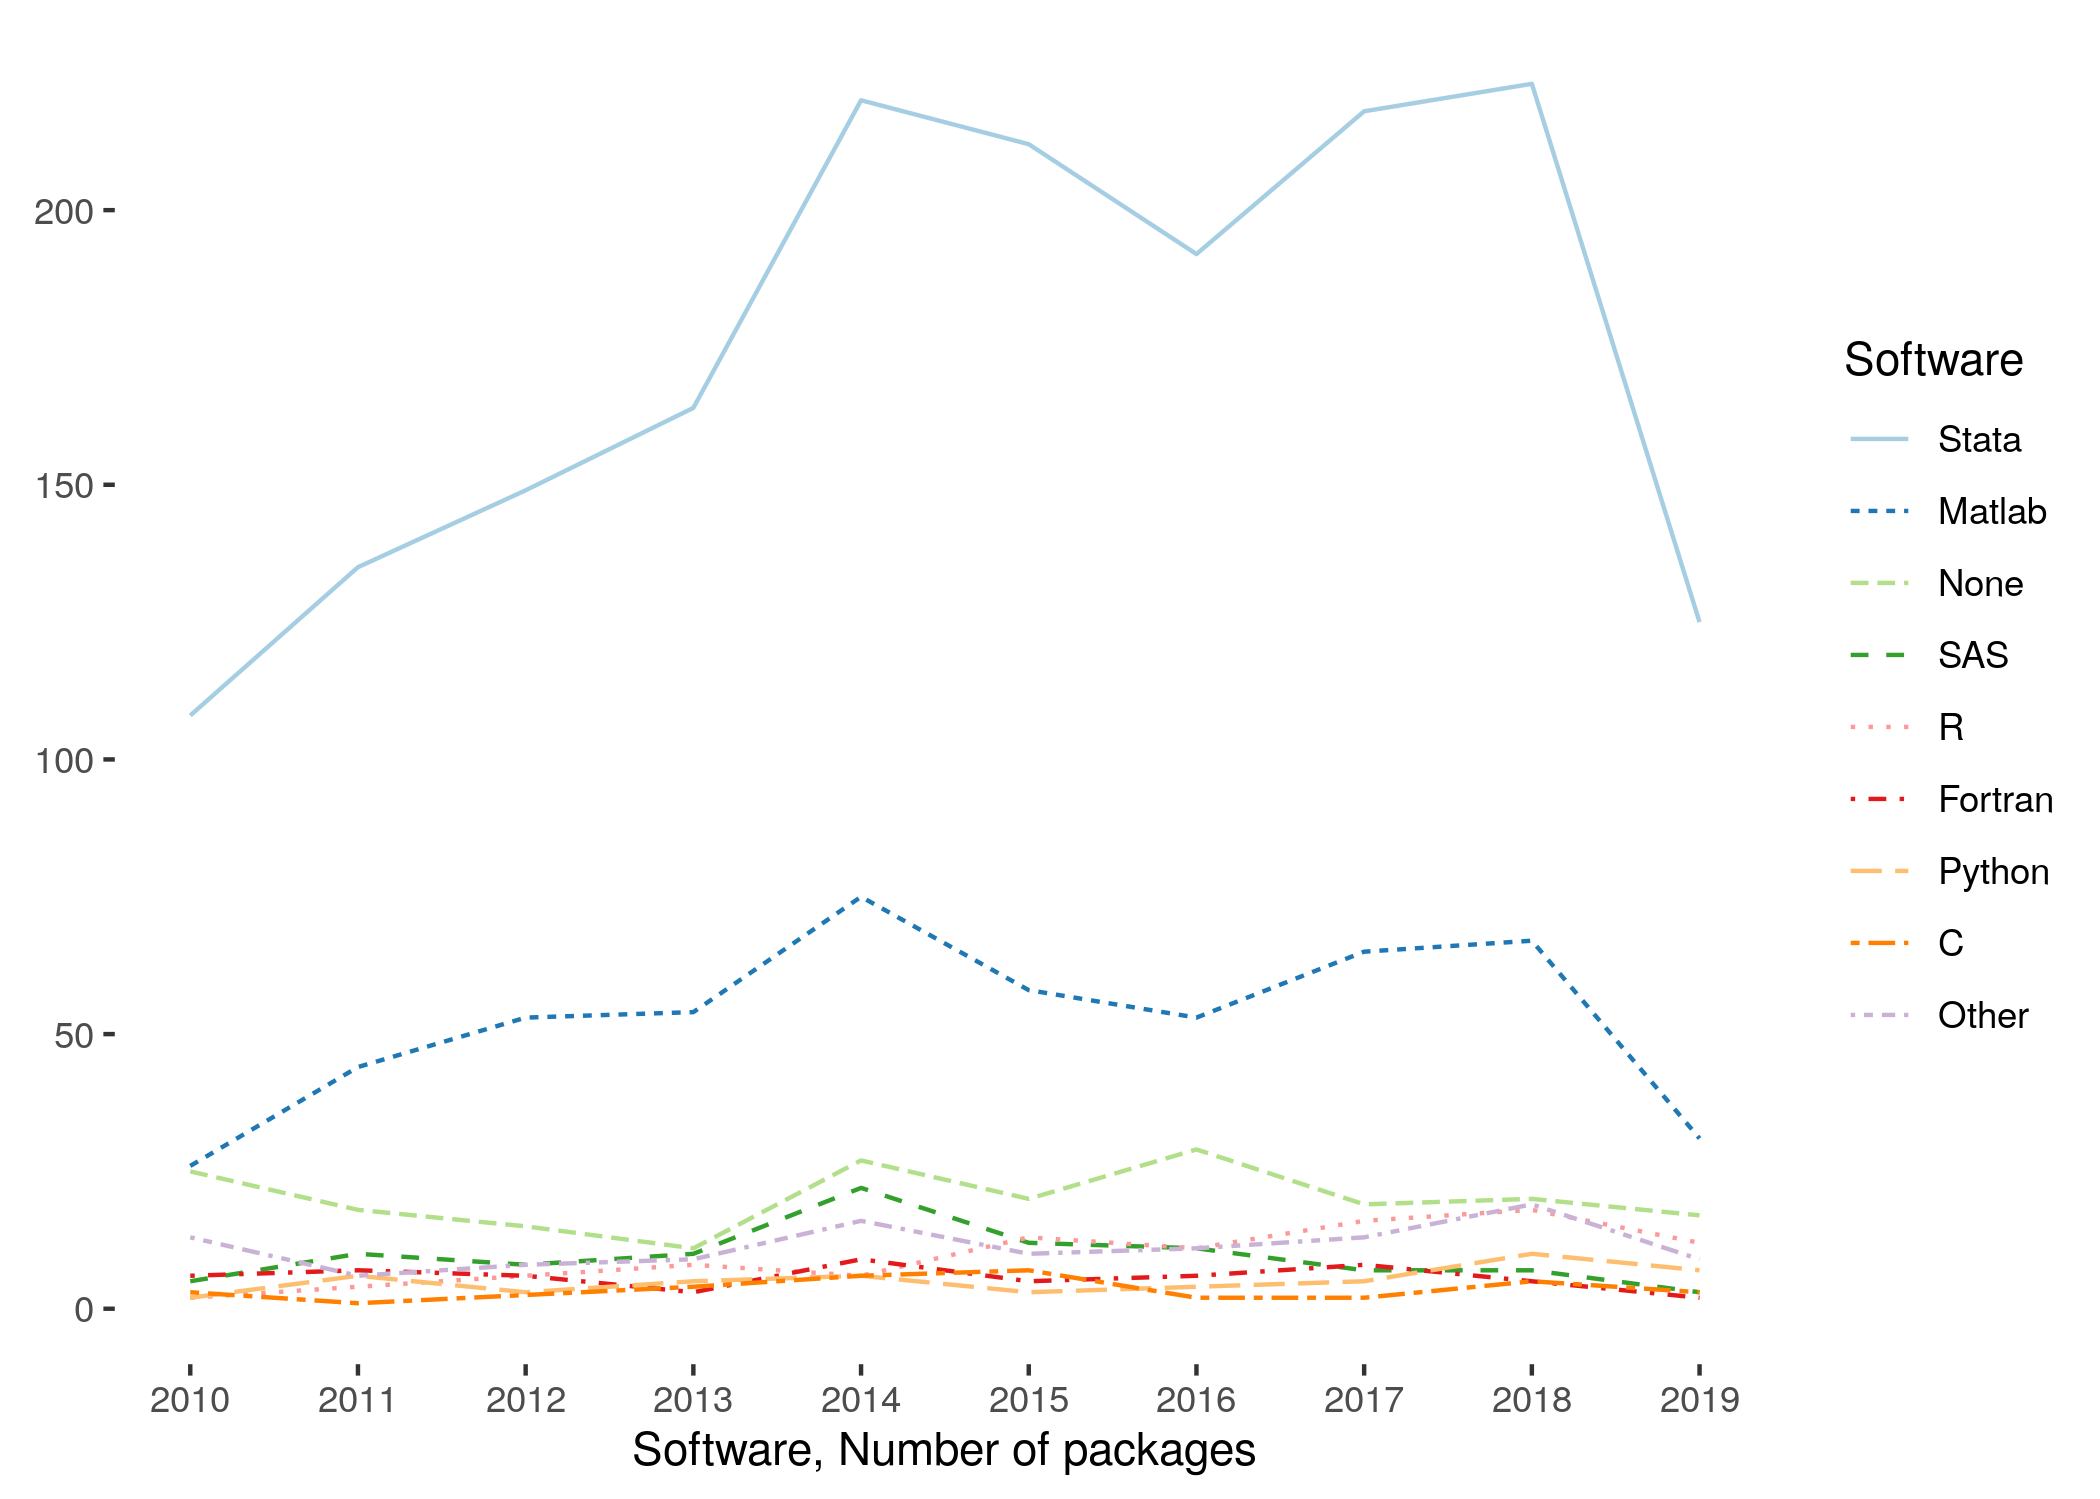 200
150
100
50
0
2010 2011 2012 2013 2014 2015 2016 2017 2018 2019
Software, Number of packages
Software
Stata
Matlab
None
SAS
R
Fortran
Python
C
Other